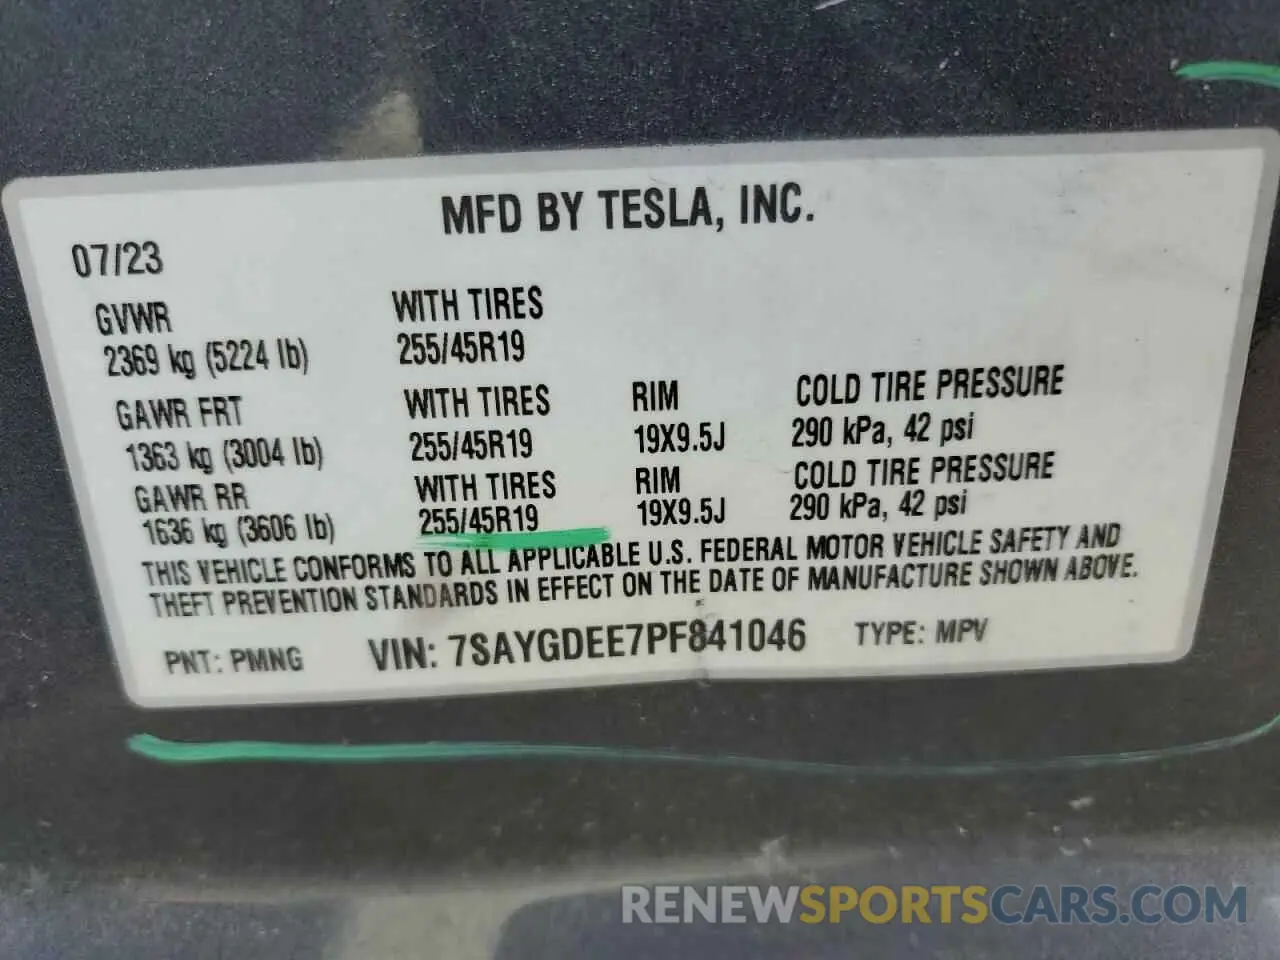 MFD BY TESLA, INC.
07/23
GVWR WITH TIRES
2369 kg (5224 lb) 255/45R19
GAWR FRT WITH TIRES RIM COLD TIRE PRESSURE
1363 kg (3004 lb) 255/45R19 19X9.5J 290 kPa, 42 psi
GAWR RR WITH TIRES RIM COLD TIRE PRESSURE
1636 kg (3606 lb) 255/45R19 19X9.5J 290 kPa, 42 psi
THIS VEHICLE CONFORMS TO ALL APPLICABLE U.S. FEDERAL MOTOR VEHICLE SAFETY AND
THEFT PREVENTION STANDARDS IN EFFECT ON THE DATE OF MANUFACTURE SHOWN ABOVE.
PNT: PMNG VIN: 7SAYGDEE7PF841046 TYPE: MPV
RENEWSPORTSCARS.COM